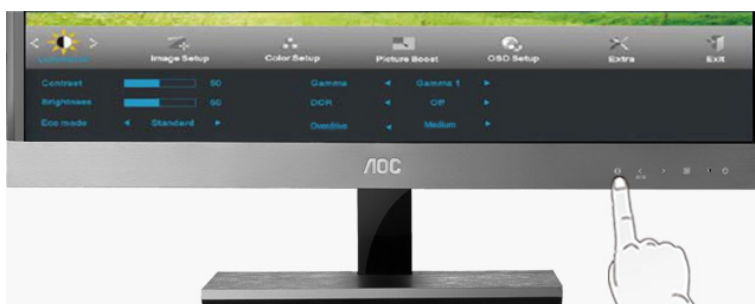 Luminance Image Setup Color Setup Picture Boost OSD Setup Extra Exit
Contrast 50 Gamma Gamma 1
Brightness 50 DCR Off
Eco mode Standard Overdrive Medium
AOC